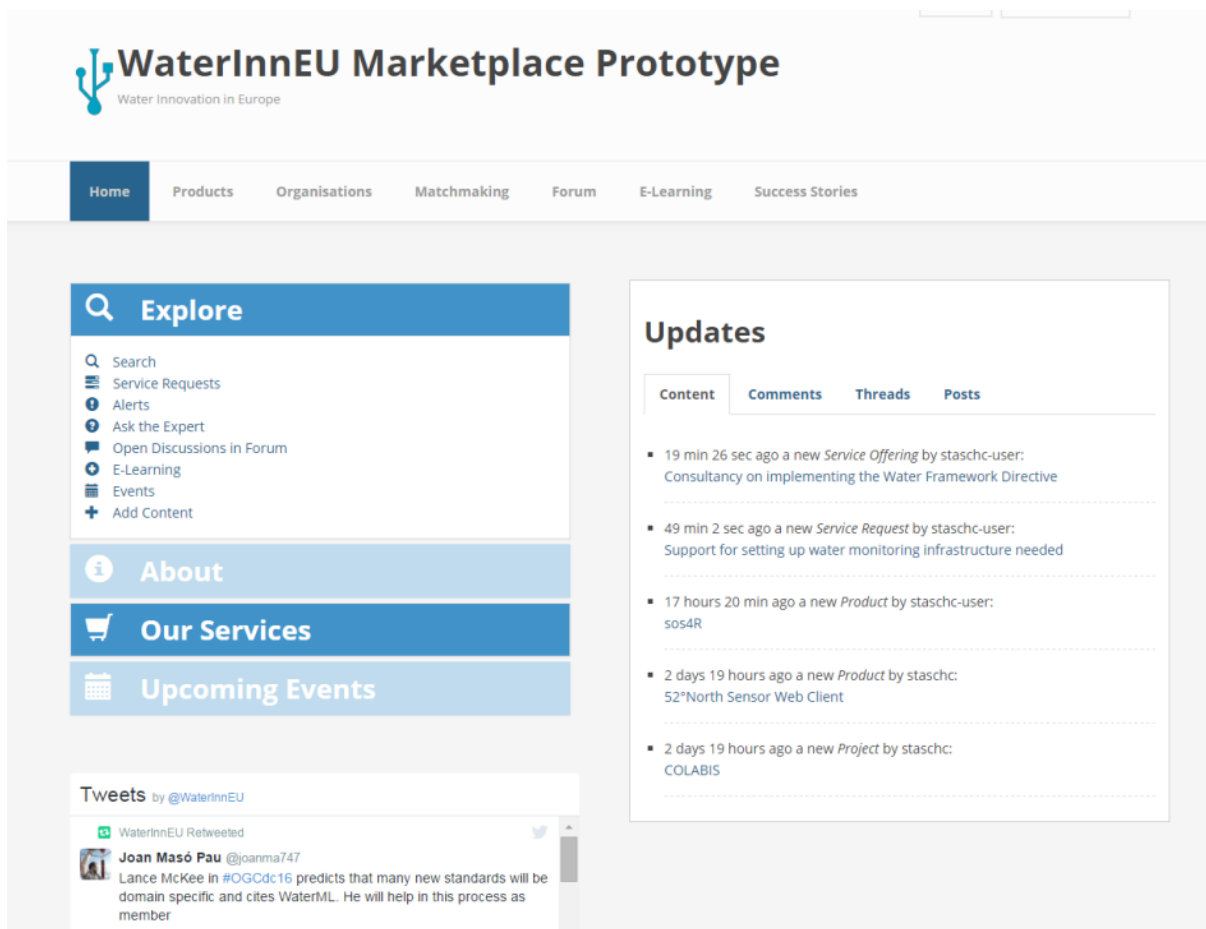 WaterInnEU Marketplace Prototype
Water Innovation in Europe
Home Products Organisations Matchmaking Forum E-Learning Success Stories
Explore
Search
Service Requests
Alerts
Ask the Expert
Open Discussions in Forum
E-Learning
Events
Add Content
About
Our Services
Upcoming Events
Tweets by @WaterInnEU
WaterInnEU Retweeted
Joan Masó Pau @joanma747
Lance McKee in #OGCdc16 predicts that many new standards will be
domain specific and cites WaterML. He will help in this process as
member
Updates
Content Comments Threads Posts
19 min 26 sec ago a new Service Offering by staschc-user:
Consultancy on implementing the Water Framework Directive
49 min 2 sec ago a new Service Request by staschc-user:
Support for setting up water monitoring infrastructure needed
17 hours 20 min ago a new Product by staschc-user:
sos4R
2 days 19 hours ago a new Product by staschc:
52°North Sensor Web Client
2 days 19 hours ago a new Project by staschc:
COLABIS